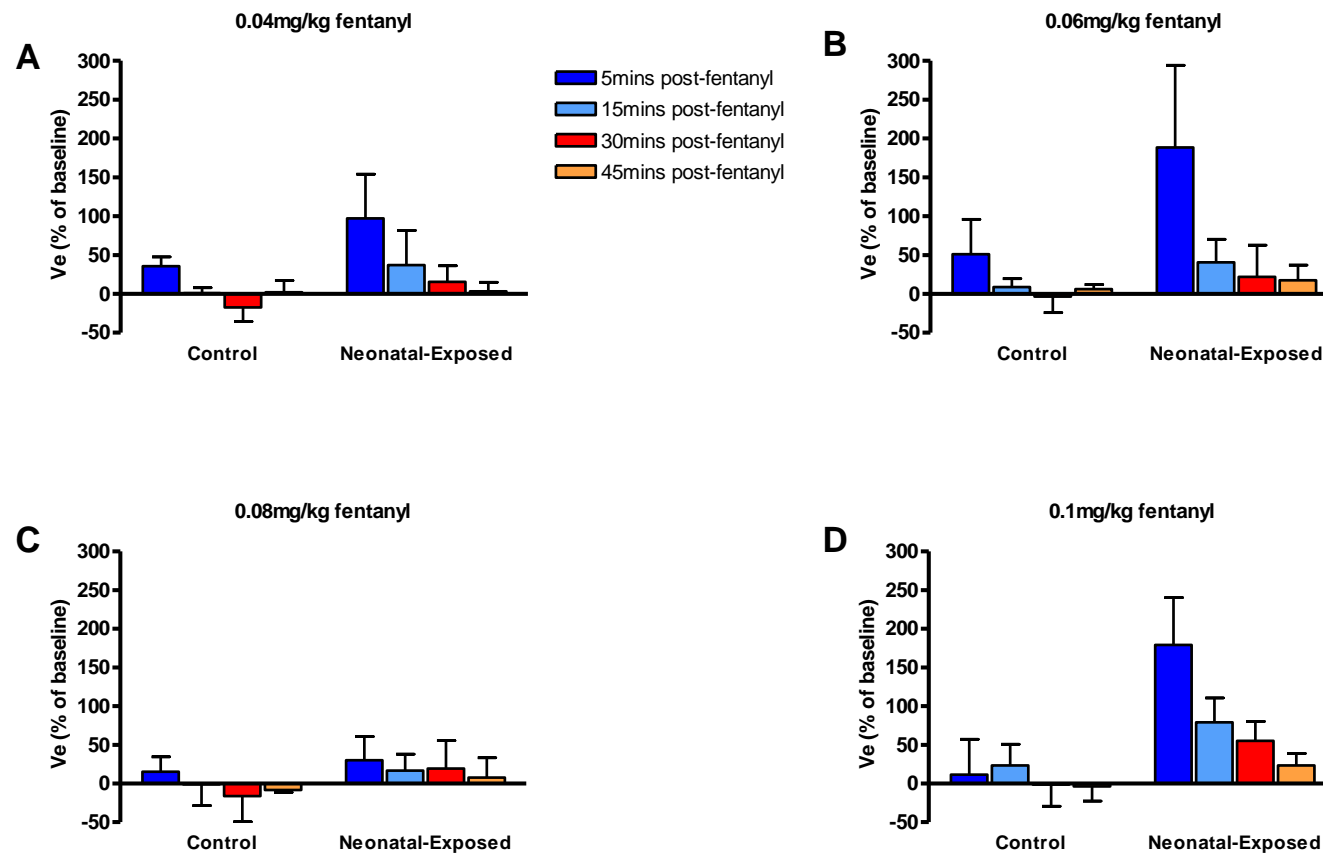 0.04mg/kg fentanyl
A
300
250
200
150
100
50
0
-50
Ve (% of baseline)
Control
Neonatal-Exposed
5mins post-fentanyl
15mins post-fentanyl
30mins post-fentanyl
45mins post-fentanyl
0.06mg/kg fentanyl
B
300
250
200
150
100
50
0
-50
Ve (% of baseline)
Control
Neonatal-Exposed
0.08mg/kg fentanyl
C
300
250
200
150
100
50
0
-50
Ve (% of baseline)
Control
Neonatal-Exposed
0.1mg/kg fentanyl
D
300
250
200
150
100
50
0
-50
Ve (% of baseline)
Control
Neonatal-Exposed